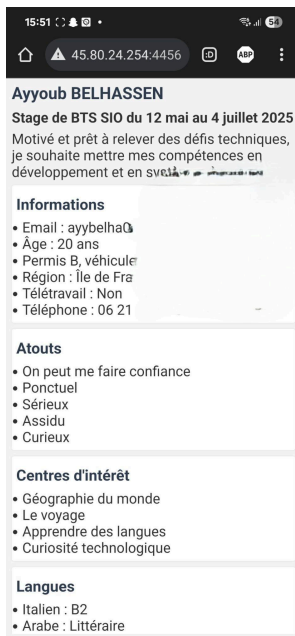 15:51
54
45.80.24.254:4456
:D
ABP
Ayyoub BELHASSEN
Stage de BTS SIO du 12 mai au 4 juillet 2025
Motivé et prêt à relever des défis techniques,
je souhaite mettre mes compétences en
développement et en
Informations
• Email : ayybelha
• Âge : 20 ans
• Permis B, véhicule
• Région : Île de Fra
• Télétravail : Non
• Téléphone : 06 21
Atouts
• On peut me faire confiance
• Ponctuel
• Sérieux
• Assidu
• Curieux
Centres d'intérêt
• Géographie du monde
• Le voyage
• Apprendre des langues
• Curiosité technologique
Langues
• Italien : B2
• Arabe : Littéraire